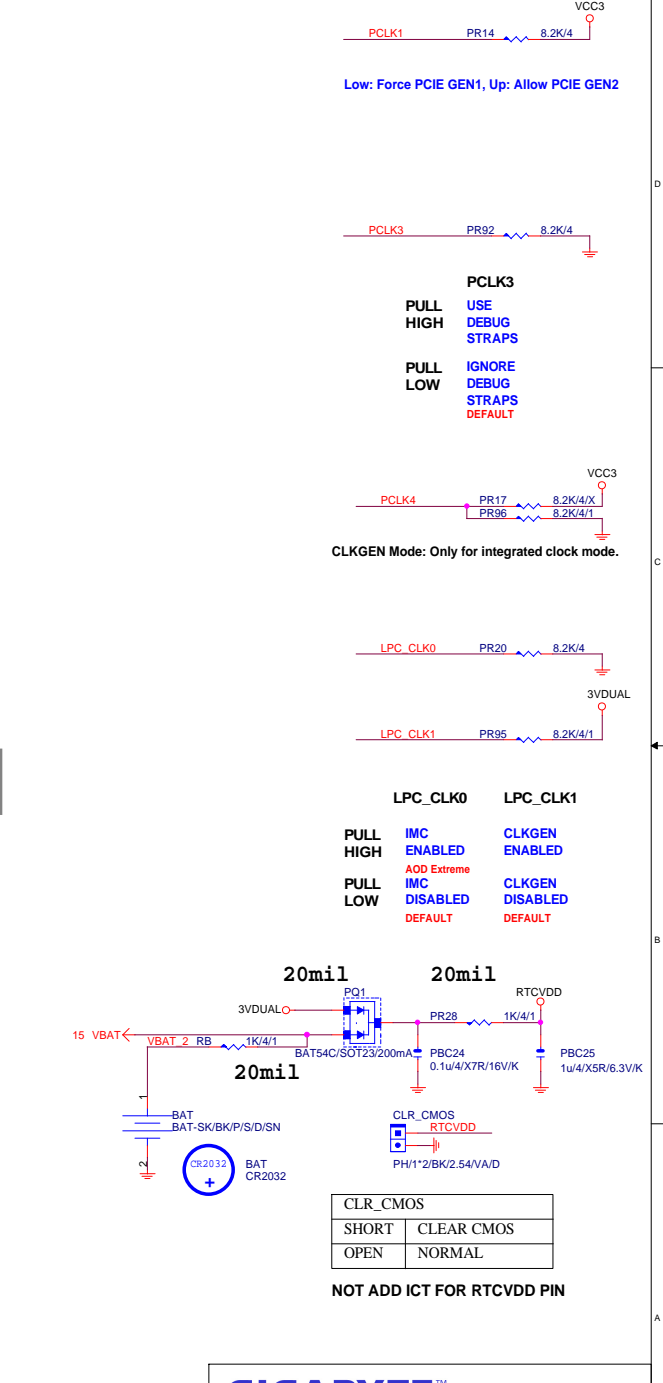 VCC3
PCLK1 PR14 8.2K/4
Low: Force PCIE GEN1, Up: Allow PCIE GEN2
D
PCLK3 PR92 8.2K/4
PCLK3
PULL USE
HIGH DEBUG
STRAPS
PULL IGNORE
LOW DEBUG
STRAPS
DEFAULT
VCC3
PCLK4 PR17 8.2K/4/X
PR96 8.2K/4/1
CLKGEN Mode: Only for integrated clock mode.
C
LPC_CLK0 PR20 8.2K/4
3VDUAL
LPC_CLK1 PR95 8.2K/4/1
LPC_CLK0 LPC_CLK1
PULL IMC CLKGEN
HIGH ENABLED ENABLED
AOD Extreme
PULL IMC CLKGEN
LOW DISABLED DISABLED
DEFAULT DEFAULT
B
20mil 20mil
PQ1 RTCVDD
3VDUAL PR28 1K/4/1
15 VBAT VBAT_2 RB 1K/4/1
BAT54C/SOT23/200mA PBC24 PBC25
0.1u/4/X7R/16V/K 1u/4/X5R/6.3V/K
20mil
1
BAT
BAT-SK/BK/P/S/D/SN
2
CR2032
+
BAT
CR2032
CLR_CMOS
RTCVDD
PH/1*2/BK/2.54/VA/D
CLR_CMOS
SHORT CLEAR CMOS
OPEN NORMAL
NOT ADD ICT FOR RTCVDD PIN
A
GIGABYTE™